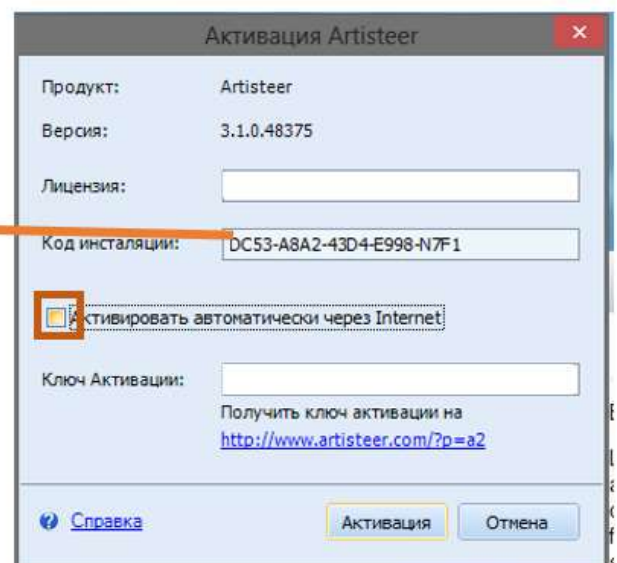 Активация Artisteer
Продукт: Artisteer
Версия: 3.1.0.48375
Лицензия:
Код инсталяции: DC53-A8A2-43D4-E998-N7F1
Активировать автоматически через Internet
Ключ Активации:
Получить ключ активации на
http://www.artisteer.com/?p=a2
Справка Активация Отмена